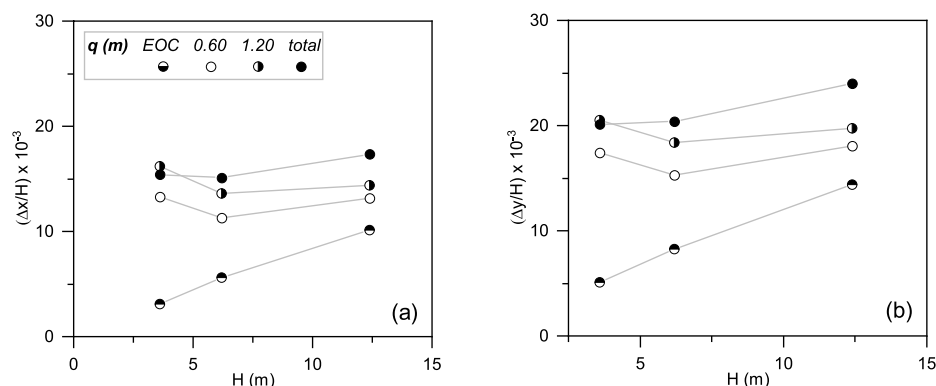 30
20
10
0
(Δx/H) x 10⁻³
q (m) EOC 0.60 1.20 total
(a)
0 5 10 15
H (m)
30
20
10
0
(Δy/H) x 10⁻³
(b)
5 10 15
H (m)